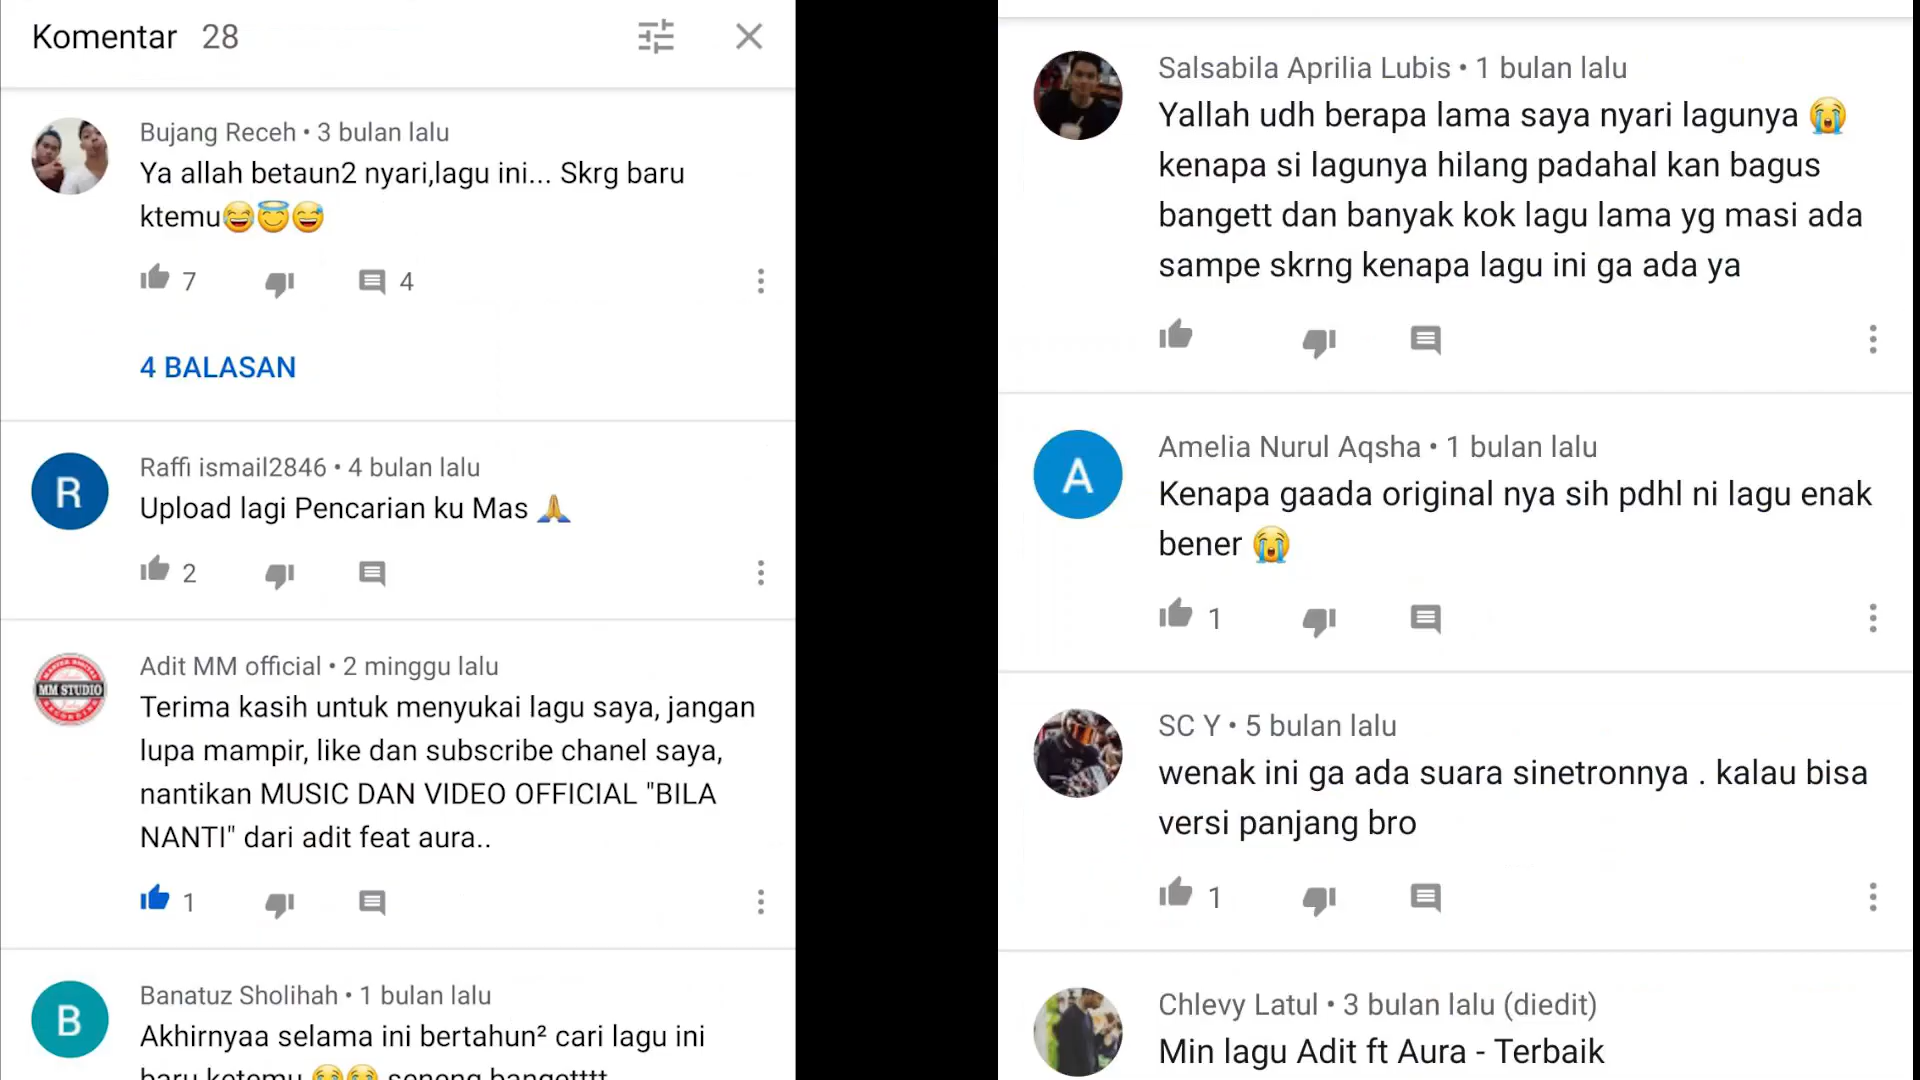 Komentar 28
Bujang Receh • 3 bulan lalu
Ya allah betaun2 nyari,lagu ini... Skrg baru
ktemu😂😇😅
7 4
4 BALASAN
R
Raffi ismail2846 • 4 bulan lalu
Upload lagi Pencarian ku Mas 🙏
2
MM STUDIO
Adit MM official • 2 minggu lalu
Terima kasih untuk menyukai lagu saya, jangan
lupa mampir, like dan subscribe chanel saya,
nantikan MUSIC DAN VIDEO OFFICIAL "BILA
NANTI" dari adit feat aura..
1
B
Banatuz Sholihah • 1 bulan lalu
Akhirnyaa selama ini bertahun² cari lagu ini
baru ketemu 😭😭 seneng bangetttt
Salsabila Aprilia Lubis • 1 bulan lalu
Yallah udh berapa lama saya nyari lagunya 😭
kenapa si lagunya hilang padahal kan bagus
bangett dan banyak kok lagu lama yg masi ada
sampe skrng kenapa lagu ini ga ada ya
A
Amelia Nurul Aqsha • 1 bulan lalu
Kenapa gaada original nya sih pdhl ni lagu enak
bener 😭
1
SC Y • 5 bulan lalu
wenak ini ga ada suara sinetronnya . kalau bisa
versi panjang bro
1
Chlevy Latul • 3 bulan lalu (diedit)
Min lagu Adit ft Aura - Terbaik